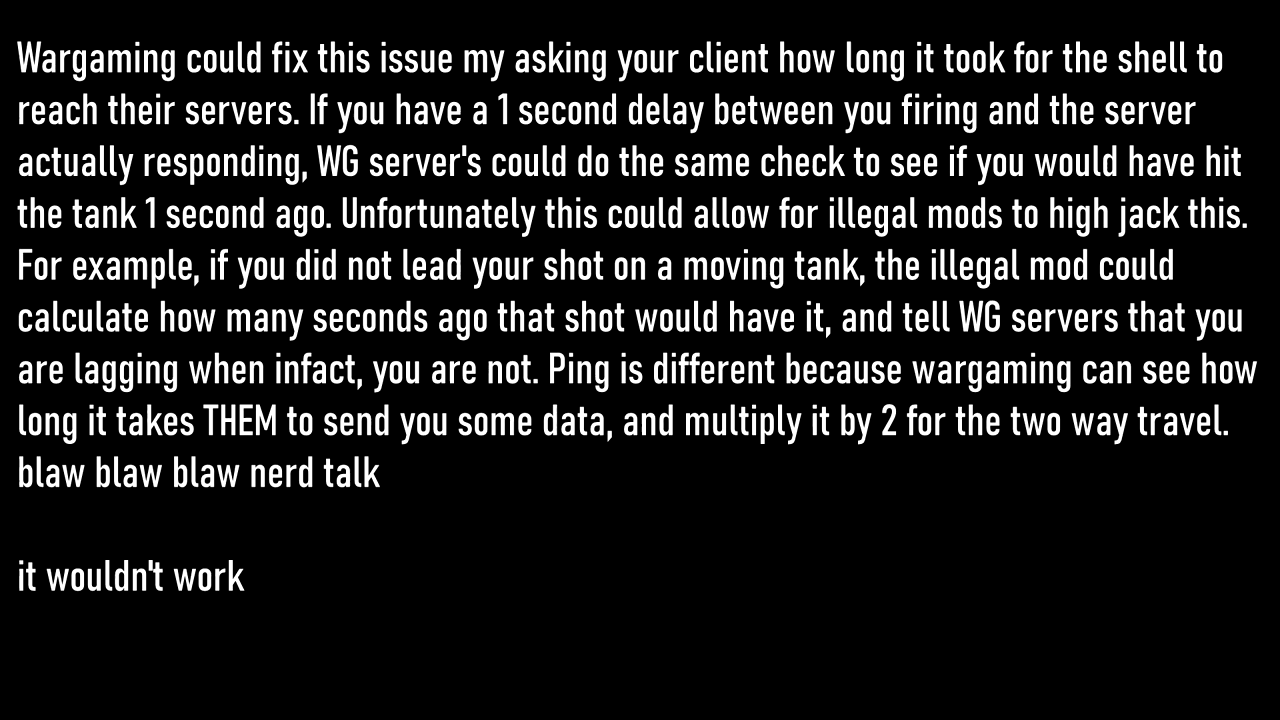 Wargaming could fix this issue my asking your client how long it took for the shell to
reach their servers. If you have a 1 second delay between you firing and the server
actually responding, WG server's could do the same check to see if you would have hit
the tank 1 second ago. Unfortunately this could allow for illegal mods to high jack this.
For example, if you did not lead your shot on a moving tank, the illegal mod could
calculate how many seconds ago that shot would have it, and tell WG servers that you
are lagging when infact, you are not. Ping is different because wargaming can see how
long it takes THEM to send you some data, and multiply it by 2 for the two way travel.
blaw blaw blaw nerd talk
it wouldn't work